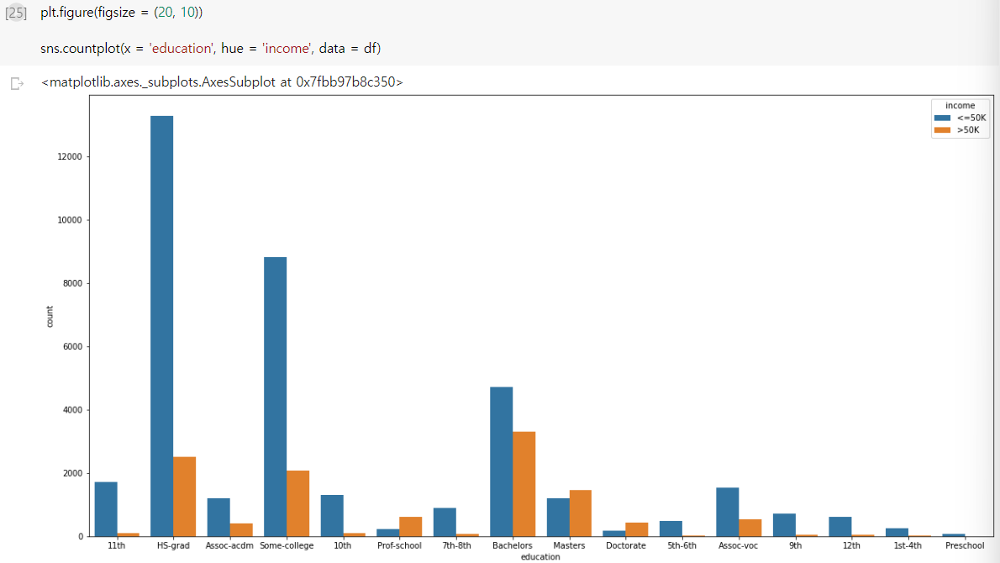 [25] plt.figure(figsize = (20, 10))
sns.countplot(x = 'education', hue = 'income', data = df)
<matplotlib.axes._subplots.AxesSubplot at 0x7fbb97b8c350>
income
<=50K
>50K
12000
10000
8000
6000
4000
2000
0
count
11th HS-grad Assoc-acdm Some-college 10th Prof-school 7th-8th Bachelors Masters Doctorate 5th-6th Assoc-voc 9th 12th 1st-4th Preschool
education